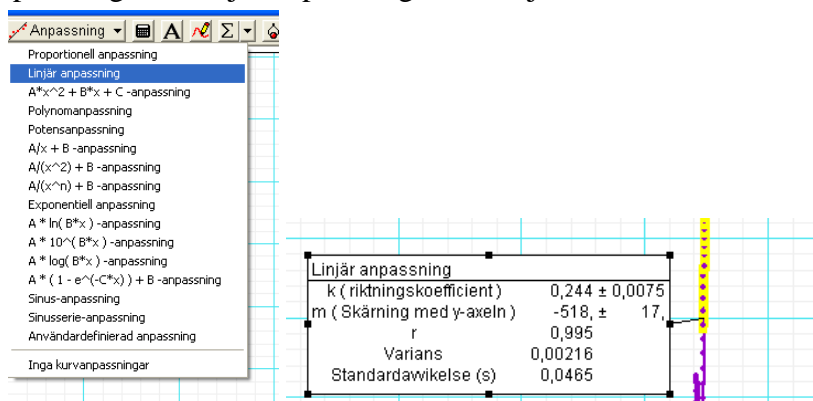 Anpassning
A
Σ
Proportionell anpassning
Linjär anpassning
A*x^2 + B*x + C -anpassning
Polynomanpassning
Potensanpassning
A/x + B -anpassning
A/(x^2) + B -anpassning
A/(x^n) + B -anpassning
Exponentiell anpassning
A * ln( B*x ) -anpassning
A * 10^( B*x ) -anpassning
A * log( B*x ) -anpassning
A * ( 1 - e^(-C*x) ) + B -anpassning
Sinus-anpassning
Sinusserie-anpassning
Användardefinierad anpassning
Inga kurvanpassningar
Linjär anpassning
k ( riktningskoefficient ) 0,244 ± 0,0075
m ( Skärning med y-axeln ) -518, ± 17,
r 0,995
Varians 0,00216
Standardavvikelse (s) 0,0465